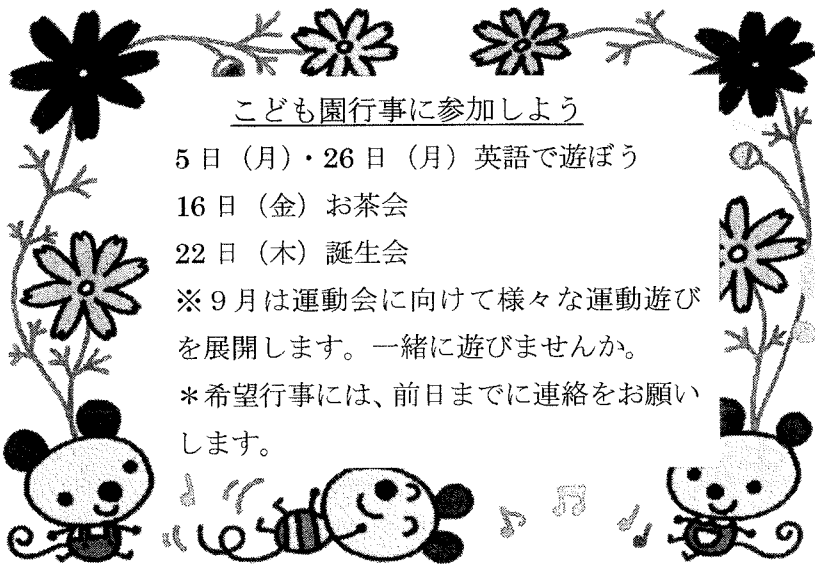 こども園行事に参加しよう
5日（月）・26日（月）英語で遊ぼう
16日（金）お茶会
22日（木）誕生会
※９月は運動会に向けて様々な運動遊び
を展開します。一緒に遊びませんか。
＊希望行事には、前日までに連絡をお願い
します。